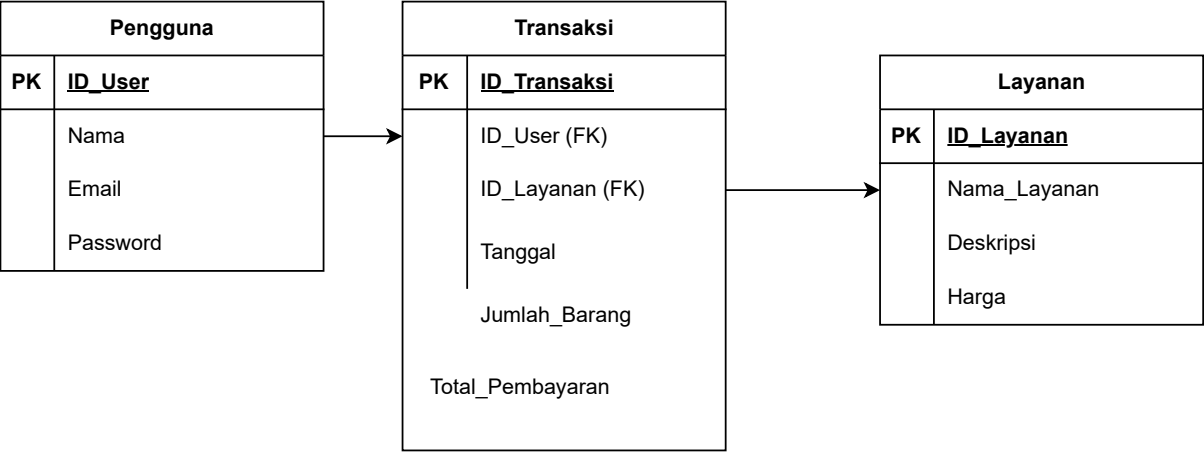 Pengguna
PK ID_User
Nama
Email
Password
Transaksi
PK ID_Transaksi
ID_User (FK)
ID_Layanan (FK)
Tanggal
Jumlah_Barang
Total_Pembayaran
Layanan
PK ID_Layanan
Nama_Layanan
Deskripsi
Harga